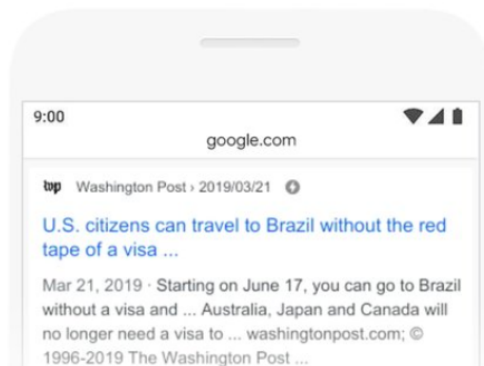 9:00
google.com
wp Washington Post › 2019/03/21
U.S. citizens can travel to Brazil without the red
tape of a visa ...
Mar 21, 2019 · Starting on June 17, you can go to Brazil
without a visa and ... Australia, Japan and Canada will
no longer need a visa to ... washingtonpost.com; ©
1996-2019 The Washington Post ...